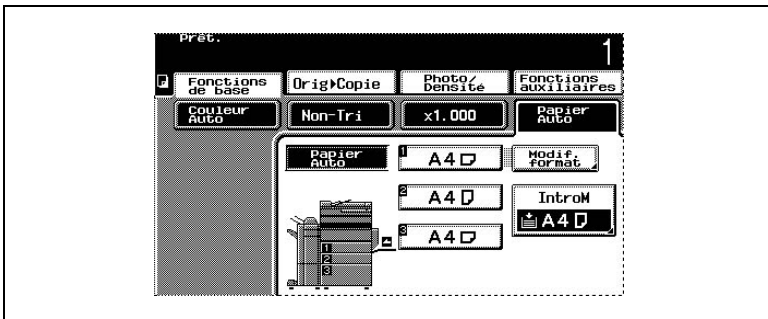 Prêt.
1
Fonctions
de base
Orig▸Copie
Photo/
Densité
Fonctions
auxiliaires
Couleur
Auto
Non-Tri
x1.000
Papier
Auto
Papier
Auto
1 A4
Modif.
format
2 A4
IntroM
A4
3 A4
1
2
3